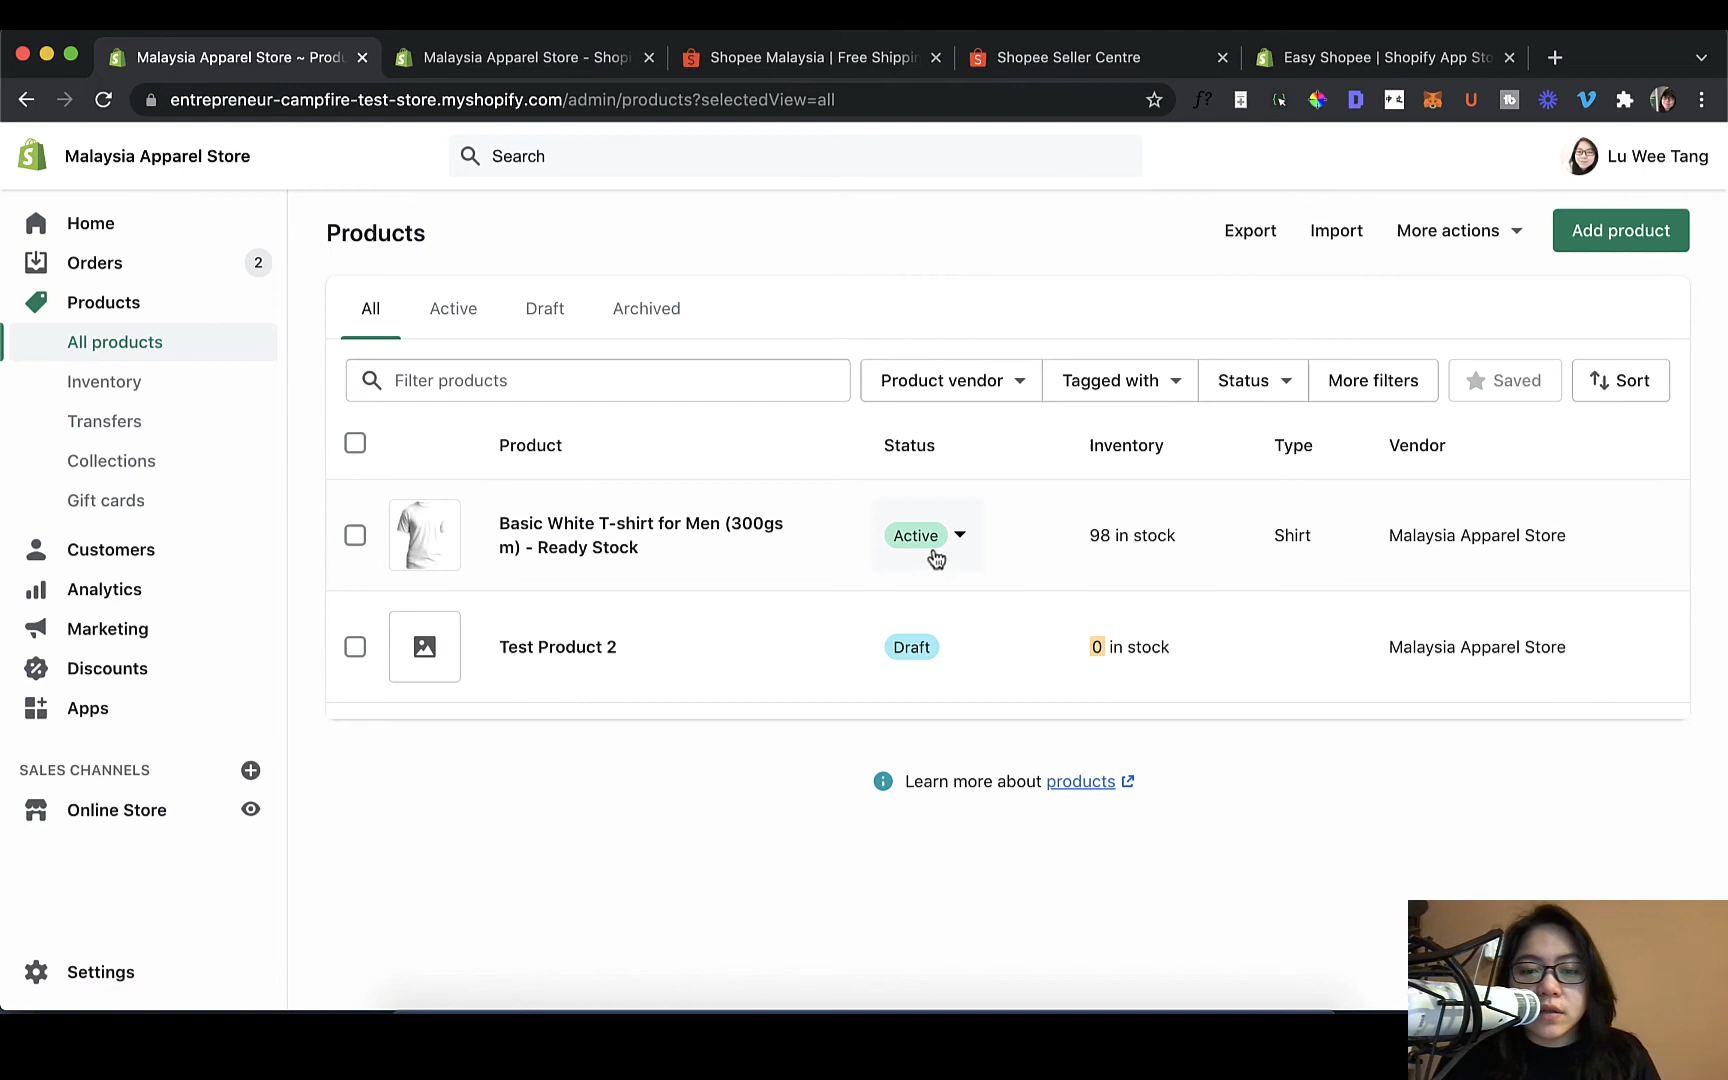 Malaysia Apparel Store ~ Produ
Malaysia Apparel Store - Shopi
Shopee Malaysia | Free Shippin
Shopee Seller Centre
Easy Shopee | Shopify App Sto
entrepreneur-campfire-test-store.myshopify.com/admin/products?selectedView=all
Malaysia Apparel Store
Search
Lu Wee Tang
Home
Orders
2
Products
All products
Inventory
Transfers
Collections
Gift cards
Customers
Analytics
Marketing
Discounts
Apps
SALES CHANNELS
Online Store
Settings
Products
Export
Import
More actions
Add product
All
Active
Draft
Archived
Filter products
Product vendor
Tagged with
Status
More filters
Saved
Sort
Product
Status
Inventory
Type
Vendor
Basic White T-shirt for Men (300gs
m) - Ready Stock
Active
98 in stock
Shirt
Malaysia Apparel Store
Test Product 2
Draft
0 in stock
Malaysia Apparel Store
Learn more about products